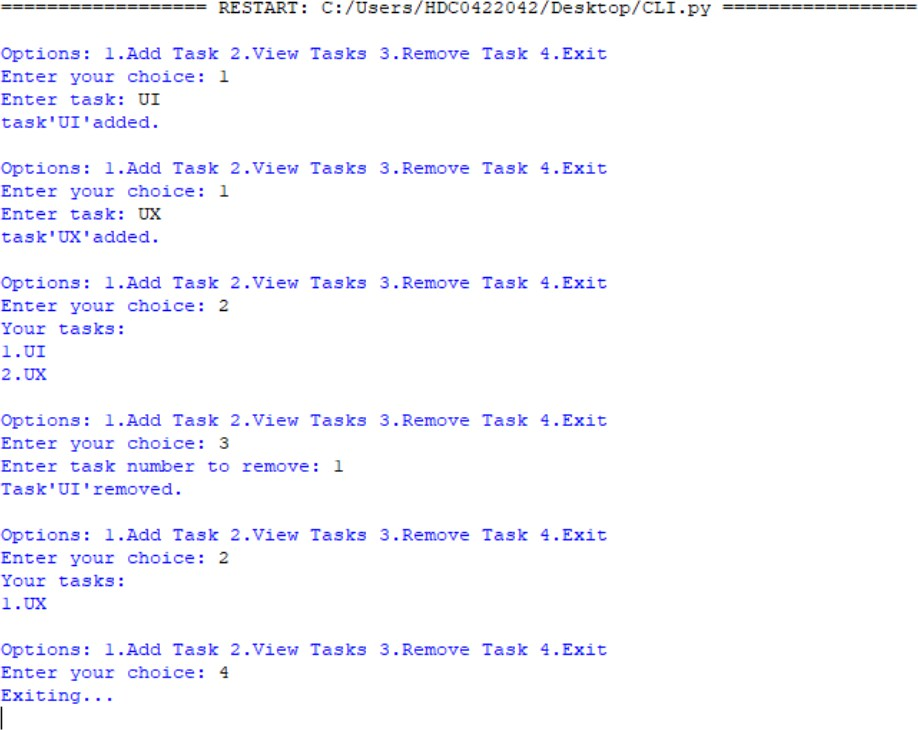 ================== RESTART: C:/Users/HDC0422042/Desktop/CLI.py =================
Options: 1.Add Task 2.View Tasks 3.Remove Task 4.Exit
Enter your choice: 1
Enter task: UI
task'UI'added.
Options: 1.Add Task 2.View Tasks 3.Remove Task 4.Exit
Enter your choice: 1
Enter task: UX
task'UX'added.
Options: 1.Add Task 2.View Tasks 3.Remove Task 4.Exit
Enter your choice: 2
Your tasks:
1.UI
2.UX
Options: 1.Add Task 2.View Tasks 3.Remove Task 4.Exit
Enter your choice: 3
Enter task number to remove: 1
Task'UI'removed.
Options: 1.Add Task 2.View Tasks 3.Remove Task 4.Exit
Enter your choice: 2
Your tasks:
1.UX
Options: 1.Add Task 2.View Tasks 3.Remove Task 4.Exit
Enter your choice: 4
Exiting...